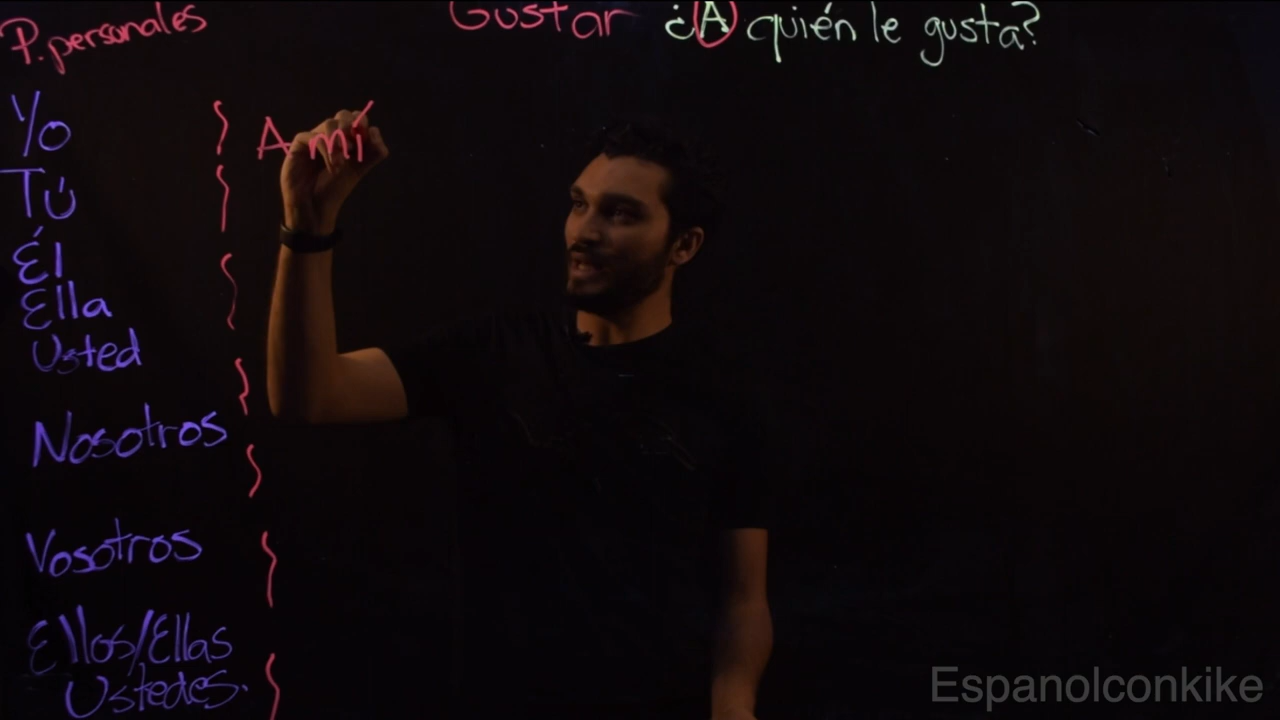 P. personales
Gustar ¿A quién le gusta?
Yo
A mí
Tú
Él
Ella
Usted
Nosotros
Vosotros
Ellos/Ellas
Ustedes.
Espanolconkike